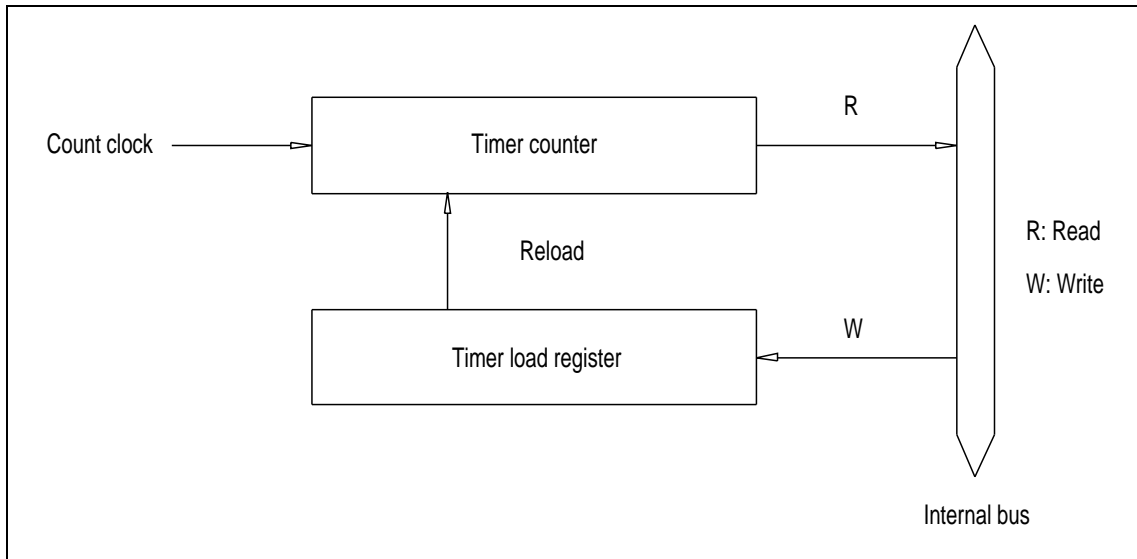 R
Count clock
Timer counter
R: Read
Reload
W: Write
W
Timer load register
Internal bus